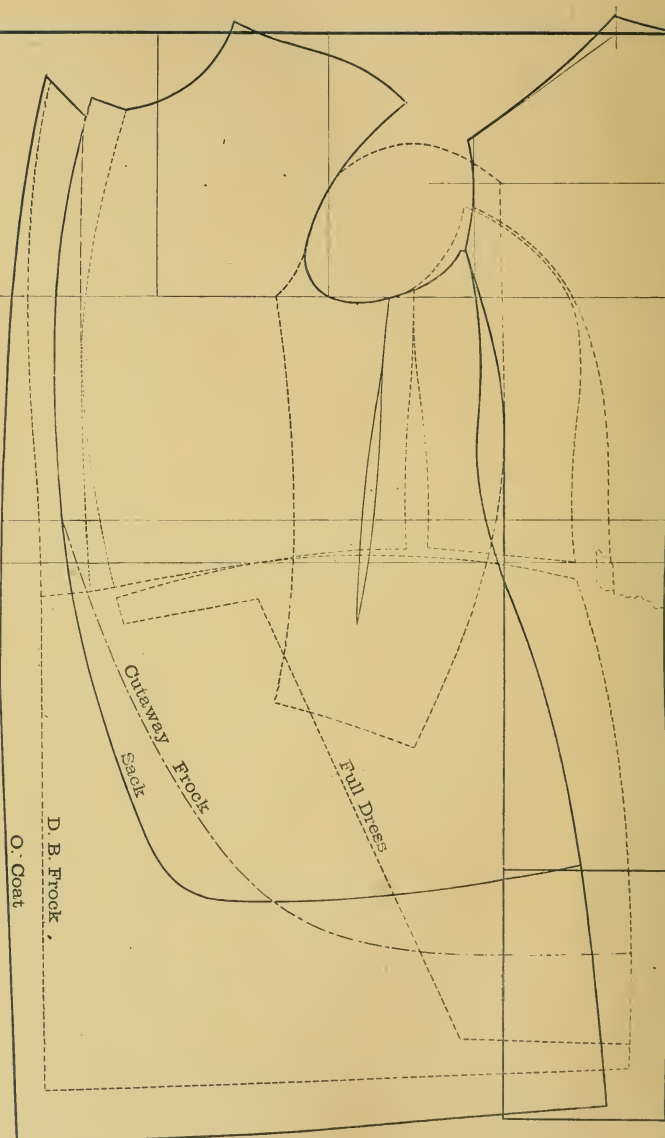 Cutaway Frock
Sack
Full Dress
D. B. Frock
O. Coat